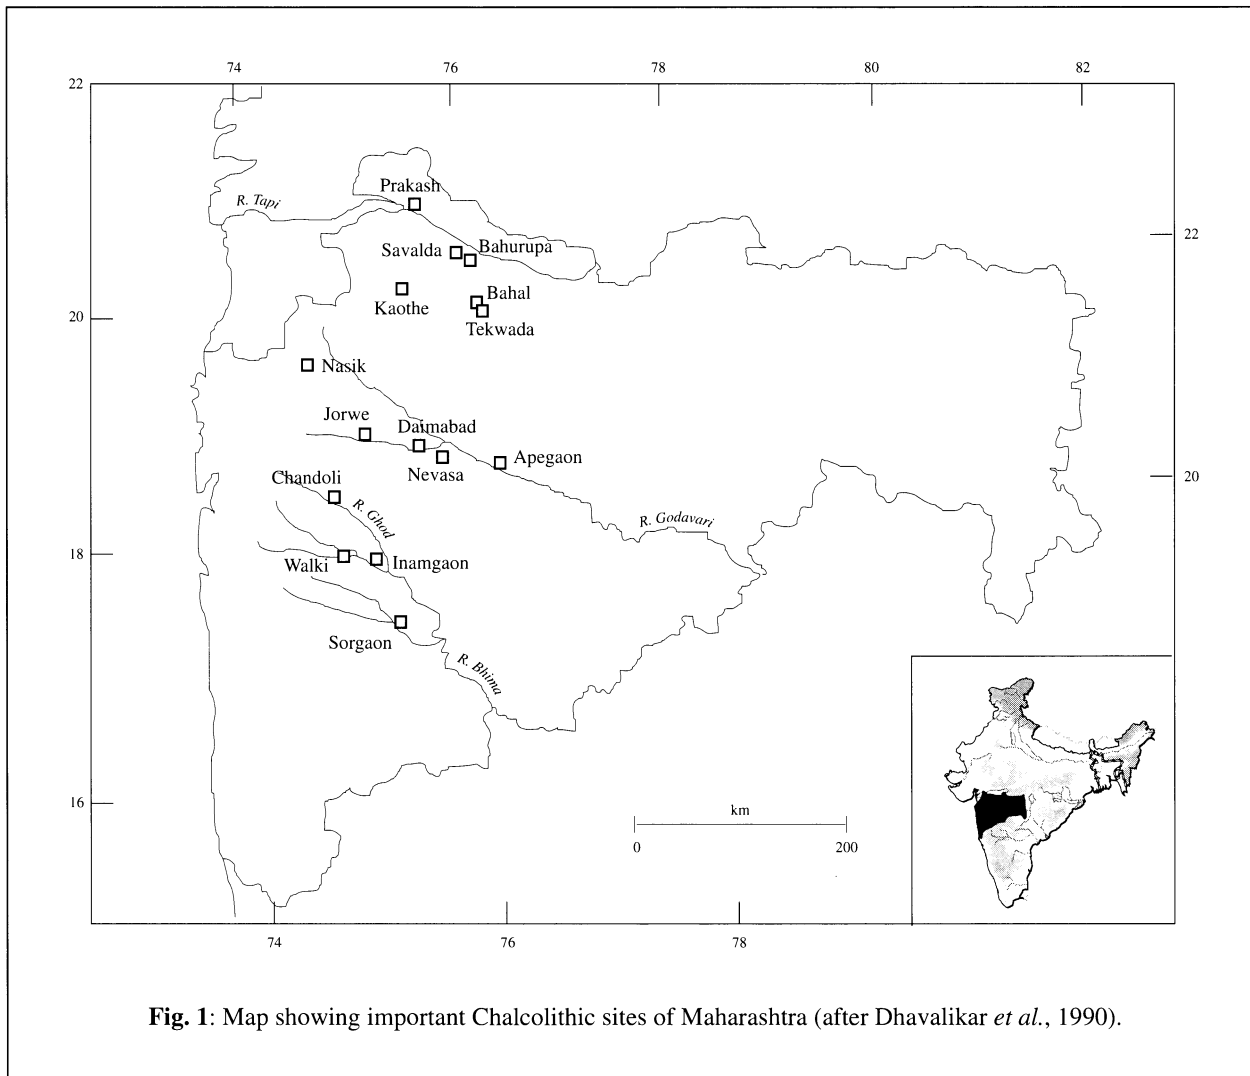 74 76 78 80 82
22
Prakash
R. Tapi
22
Savalda Bahurupa
Kaothe Bahal
20
Tekwada
Nasik
Jorwe
Daimabad
Nevasa Apegaon
Chandoli
20
R. Ghod
R. Godavari
18
Walki Inamgaon
Sorgaon
R. Bhima
16
km
0 200
74 76 78
Fig. 1: Map showing important Chalcolithic sites of Maharashtra (after Dhavalikar et al., 1990).